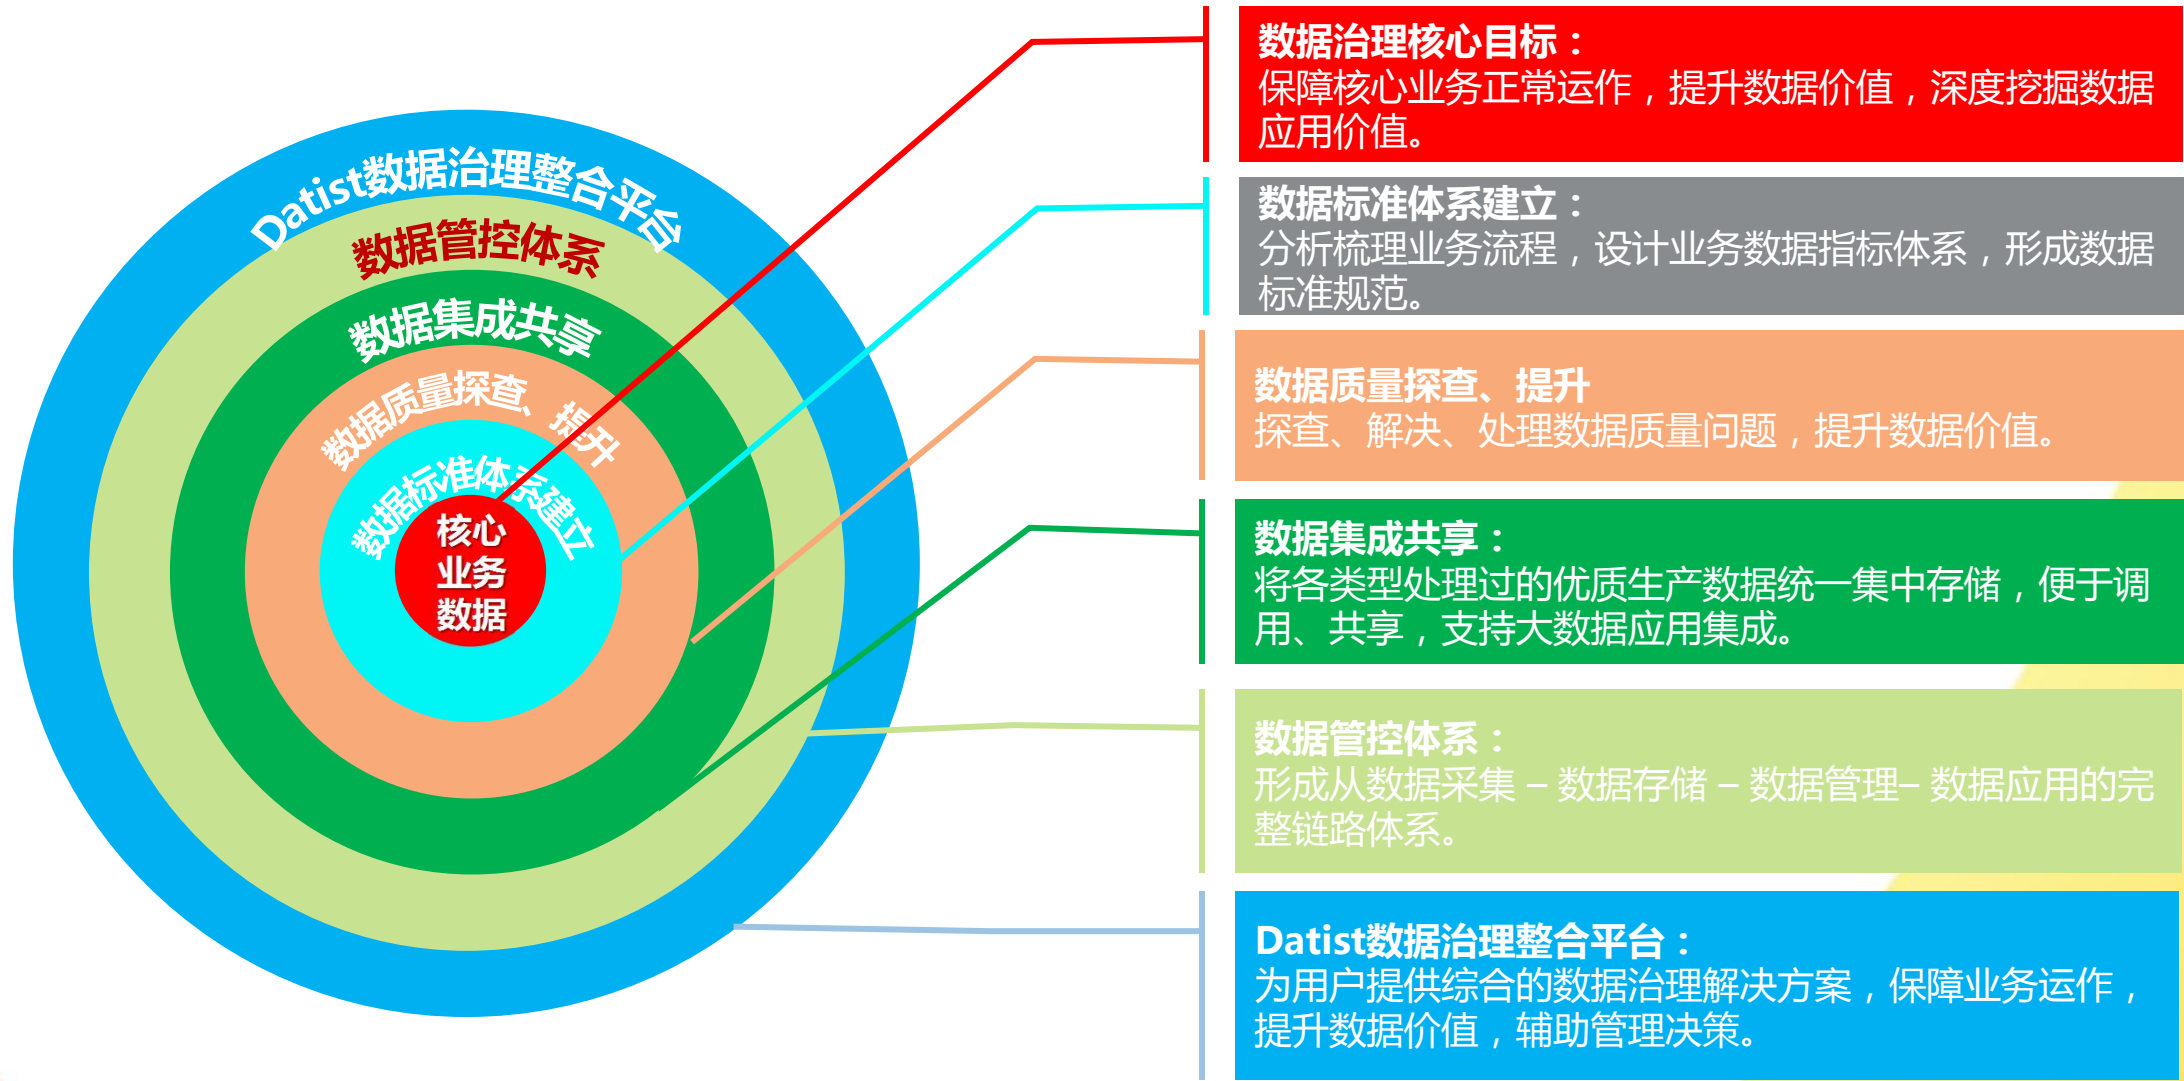 Datist数据治理整合平台
数据管控体系
数据集成共享
数据质量探查、提升
数据标准体系建立
核心
业务
数据
数据治理核心目标：
保障核心业务正常运作，提升数据价值，深度挖掘数据
应用价值。
数据标准体系建立：
分析梳理业务流程，设计业务数据指标体系，形成数据
标准规范。
数据质量探查、提升
探查、解决、处理数据质量问题，提升数据价值。
数据集成共享：
将各类型处理过的优质生产数据统一集中存储，便于调
用、共享，支持大数据应用集成。
数据管控体系：
形成从数据采集 – 数据存储 – 数据管理– 数据应用的完
整链路体系。
Datist数据治理整合平台：
为用户提供综合的数据治理解决方案，保障业务运作，
提升数据价值，辅助管理决策。